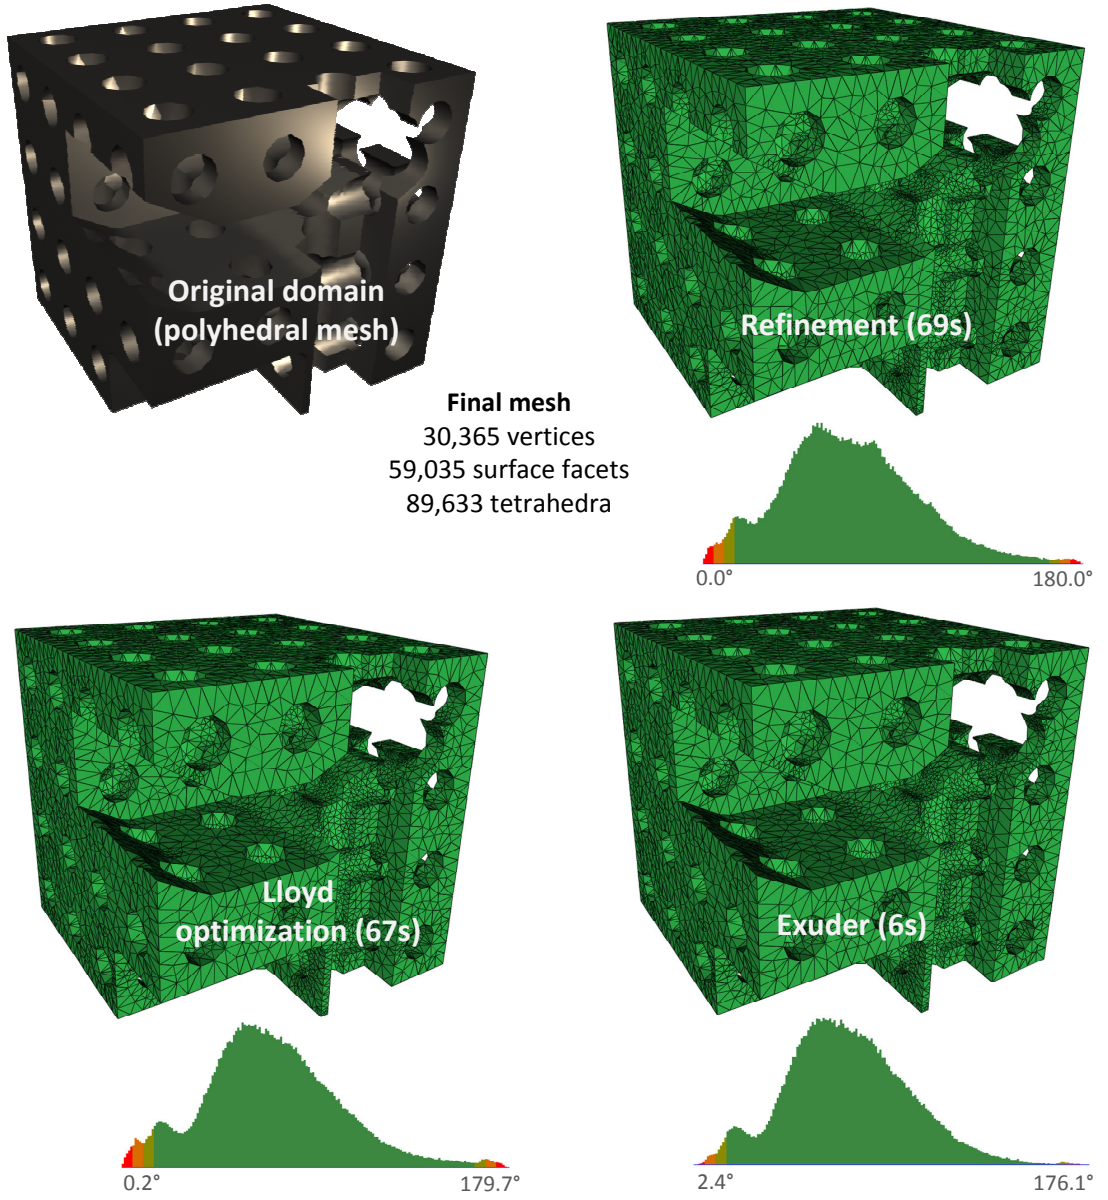 Original domain
(polyhedral mesh)
Refinement (69s)
Final mesh
30,365 vertices
59,035 surface facets
89,633 tetrahedra
0.0°
180.0°
Lloyd
optimization (67s)
Exuder (6s)
0.2°
179.7°
2.4°
176.1°